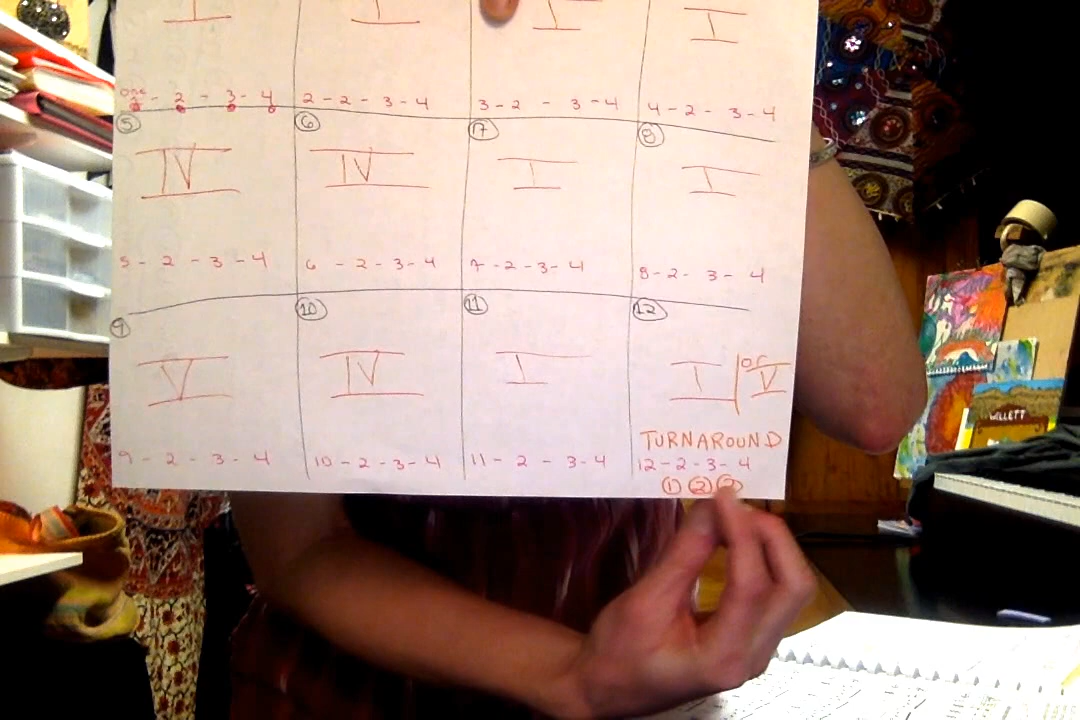 I I I I
one - 2 - 3 - 4 2 - 2 - 3 - 4 3 - 2 - 3 - 4 4 - 2 - 3 - 4
5 6 7 8
IV IV I I
5 - 2 - 3 - 4 6 - 2 - 3 - 4 7 - 2 - 3 - 4 8 - 2 - 3 - 4
9 10 11 12
V IV I I or V
TURNAROUND
9 - 2 - 3 - 4 10 - 2 - 3 - 4 11 - 2 - 3 - 4 12 - 2 - 3 - 4
1 2
WILLETT